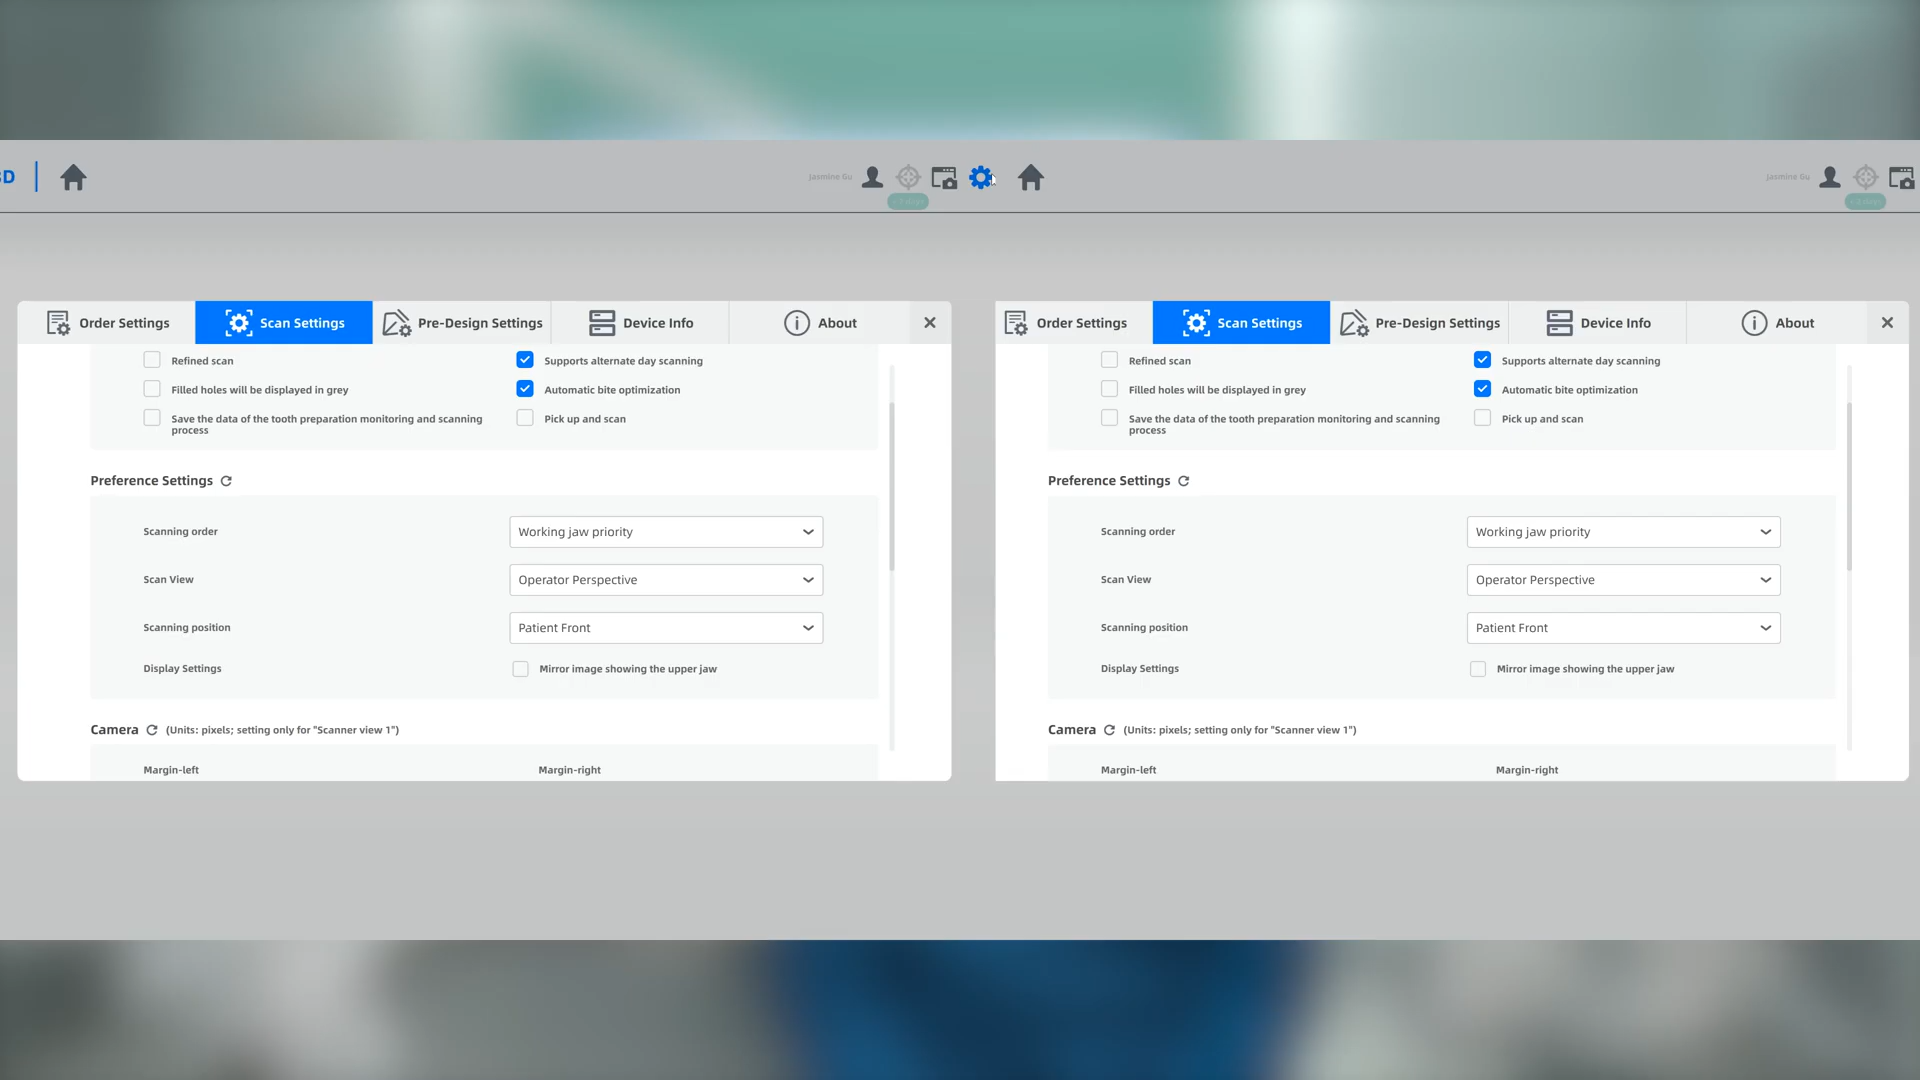 Jasmine Gu
Jasmine Gu
Order Settings
Scan Settings
Pre-Design Settings
Device Info
About
Refined scan
Supports alternate day scanning
Filled holes will be displayed in grey
Automatic bite optimization
Save the data of the tooth preparation monitoring and scanning
process
Pick up and scan
Preference Settings
Scanning order
Working jaw priority
Scan View
Operator Perspective
Scanning position
Patient Front
Display Settings
Mirror image showing the upper jaw
Camera (Units: pixels; setting only for "Scanner view 1")
Margin-left
Margin-right
Order Settings
Scan Settings
Pre-Design Settings
Device Info
About
Refined scan
Supports alternate day scanning
Filled holes will be displayed in grey
Automatic bite optimization
Save the data of the tooth preparation monitoring and scanning
process
Pick up and scan
Preference Settings
Scanning order
Working jaw priority
Scan View
Operator Perspective
Scanning position
Patient Front
Display Settings
Mirror image showing the upper jaw
Camera (Units: pixels; setting only for "Scanner view 1")
Margin-left
Margin-right